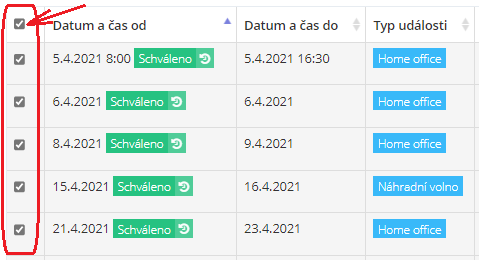 Datum a čas od Datum a čas do Typ události
5.4.2021 8:00 Schváleno 5.4.2021 16:30 Home office
6.4.2021 Schváleno 6.4.2021 Home office
8.4.2021 Schváleno 9.4.2021 Home office
15.4.2021 Schváleno 16.4.2021 Náhradní volno
21.4.2021 Schváleno 23.4.2021 Home office